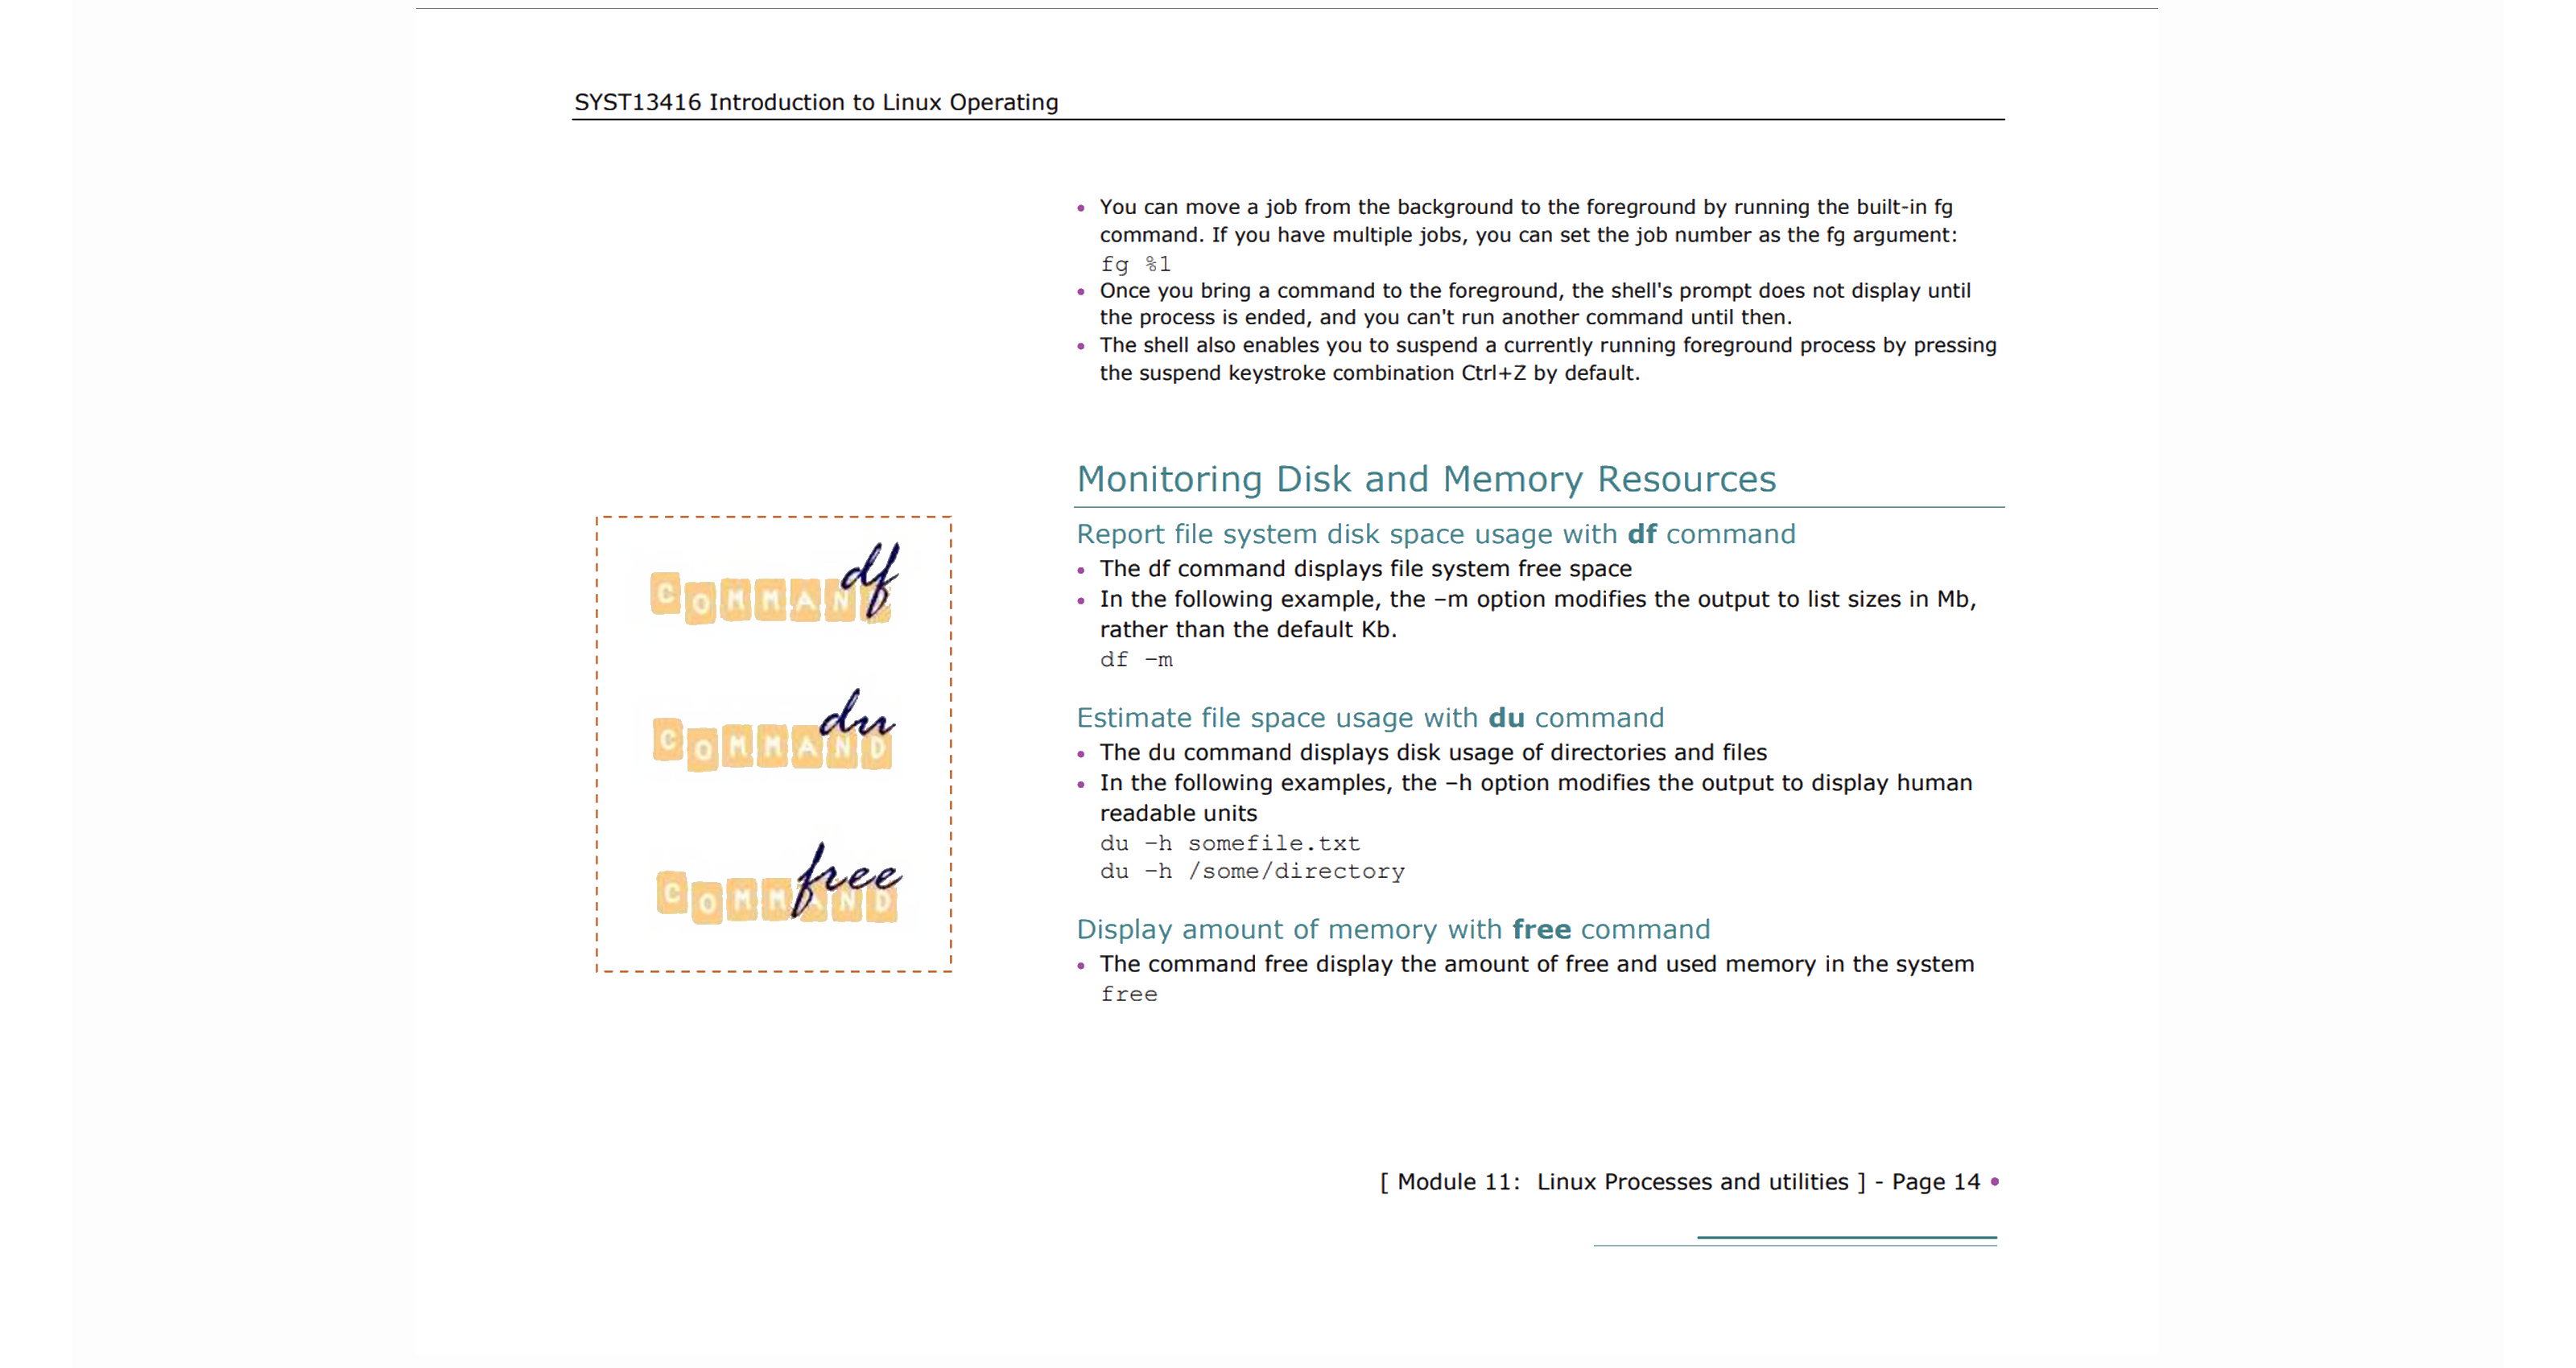 SYST13416 Introduction to Linux Operating
• You can move a job from the background to the foreground by running the built-in fg
command. If you have multiple jobs, you can set the job number as the fg argument:
fg %1
• Once you bring a command to the foreground, the shell's prompt does not display until
the process is ended, and you can't run another command until then.
• The shell also enables you to suspend a currently running foreground process by pressing
the suspend keystroke combination Ctrl+Z by default.
Monitoring Disk and Memory Resources
Report file system disk space usage with df command
• The df command displays file system free space
• In the following example, the –m option modifies the output to list sizes in Mb,
rather than the default Kb.
df –m
Estimate file space usage with du command
• The du command displays disk usage of directories and files
• In the following examples, the –h option modifies the output to display human
readable units
du –h somefile.txt
du –h /some/directory
Display amount of memory with free command
• The command free display the amount of free and used memory in the system
free
df
COMMAND
du
COMMAND
free
COMMAND
[ Module 11:  Linux Processes and utilities ] - Page 14 •